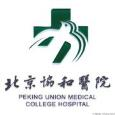 北京協和醫院
PEKING UNION MEDICAL
COLLEGE HOSPITAL